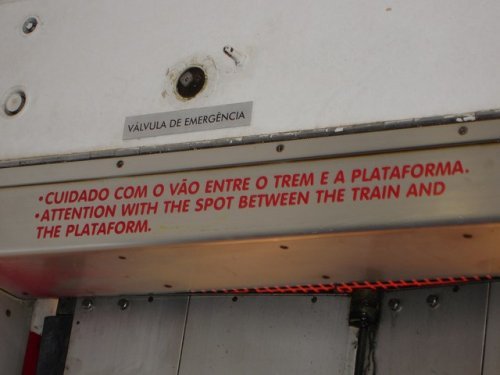 VÁLVULA DE EMERGÊNCIA
•CUIDADO COM O VÃO ENTRE O TREM E A PLATAFORMA.
•ATTENTION WITH THE SPOT BETWEEN THE TRAIN AND
THE PLATAFORM.